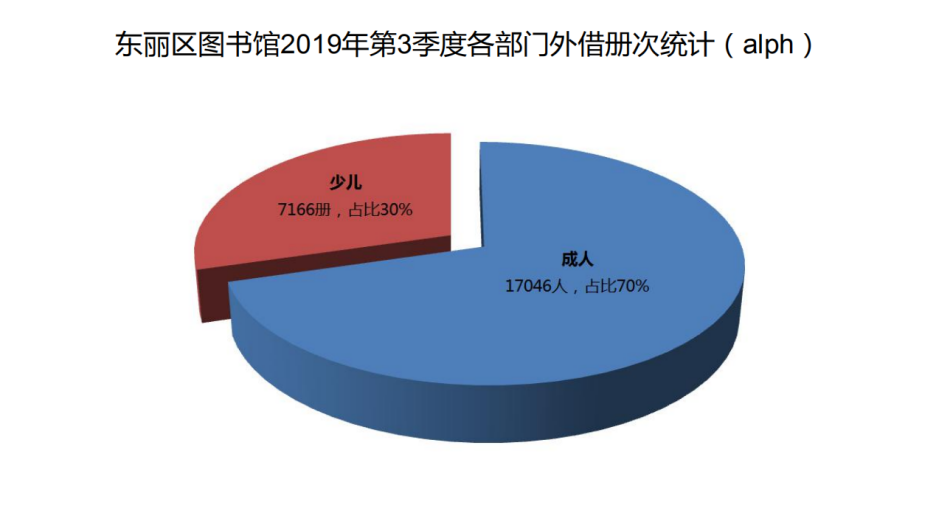 东丽区图书馆2019年第3季度各部门外借册次统计（alph）
少儿
7166册，占比30%
成人
17046人，占比70%